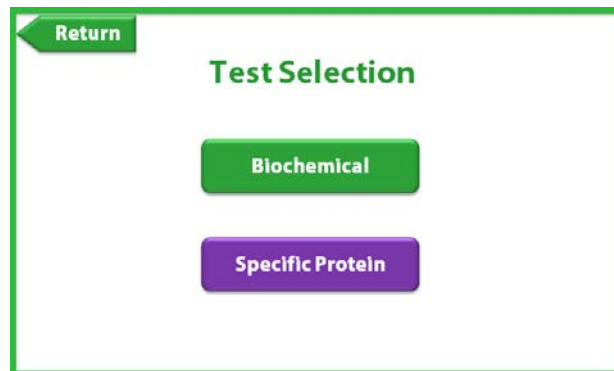 Return
Test Selection
Biochemical
Specific Protein